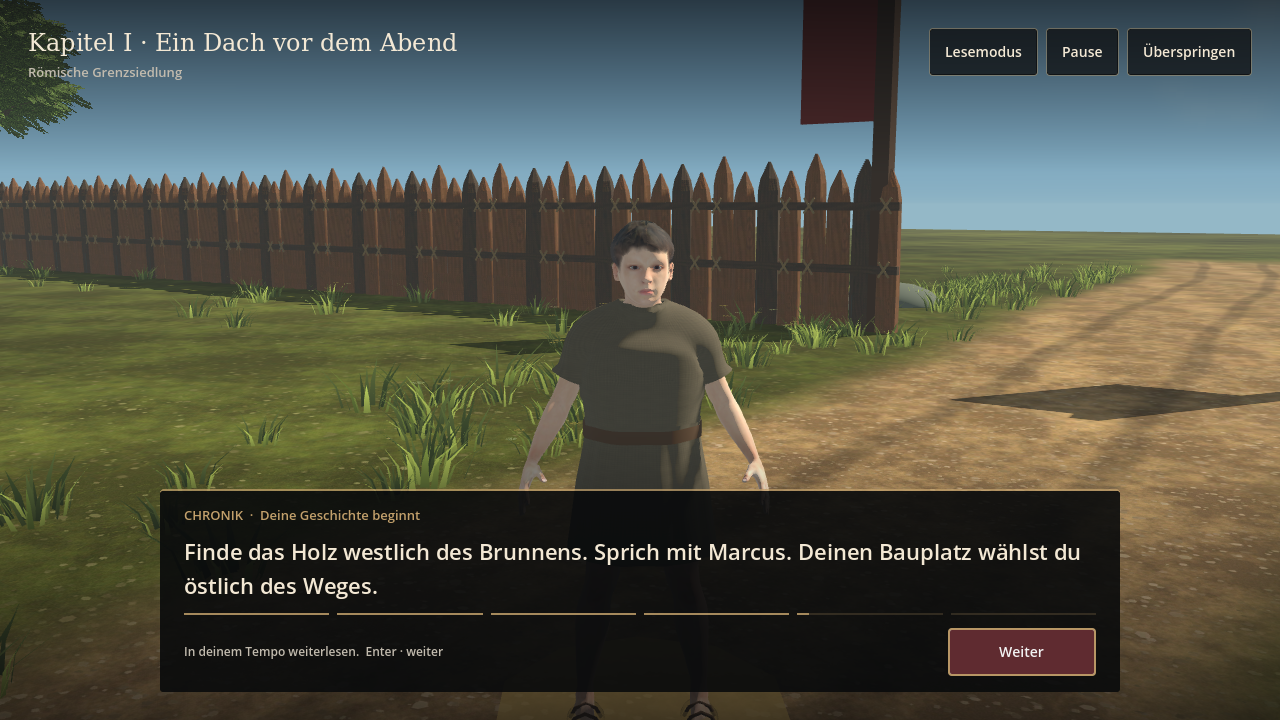 Kapitel I · Ein Dach vor dem Abend
Römische Grenzsiedlung
Lesemodus
Pause
Überspringen
CHRONIK · Deine Geschichte beginnt
Finde das Holz westlich des Brunnens. Sprich mit Marcus. Deinen Bauplatz wählst du
östlich des Weges.
In deinem Tempo weiterlesen. Enter · weiter
Weiter